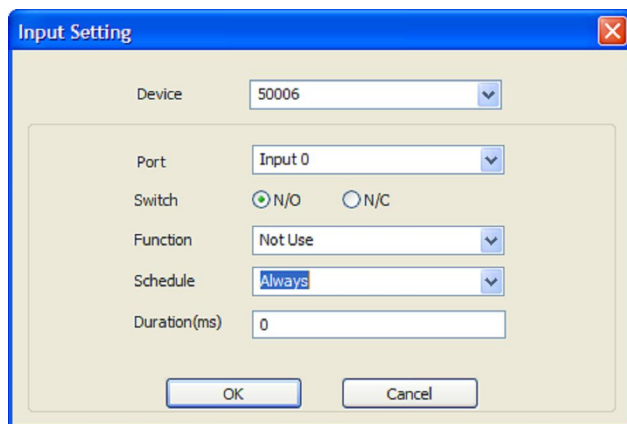 Input Setting
Device 50006
Port Input 0
Switch N/O N/C
Function Not Use
Schedule Always
Duration(ms) 0
OK Cancel